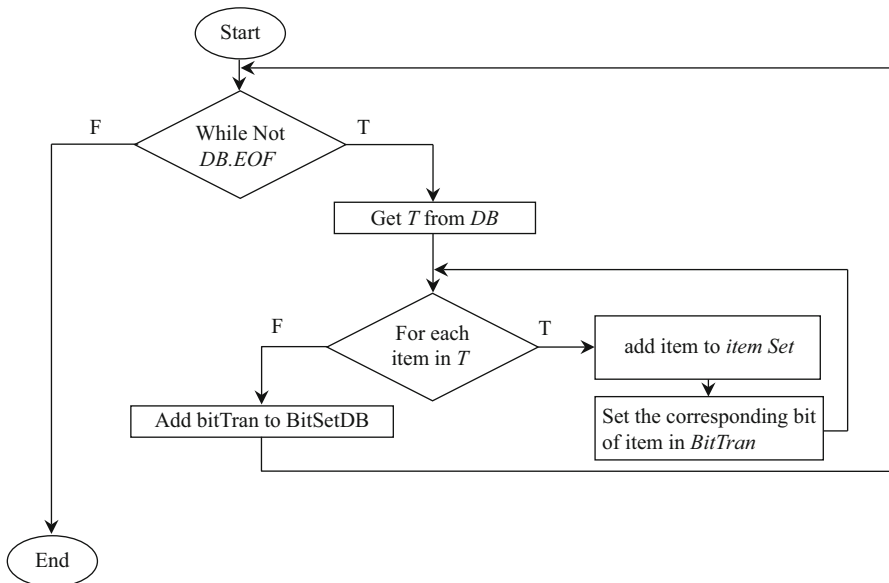 Start
F
While Not
DB.EOF
T
Get T from DB
F
For each
item in T
T
add item to item Set
Add bitTran to BitSetDB
Set the corresponding bit
of item in BitTran
End